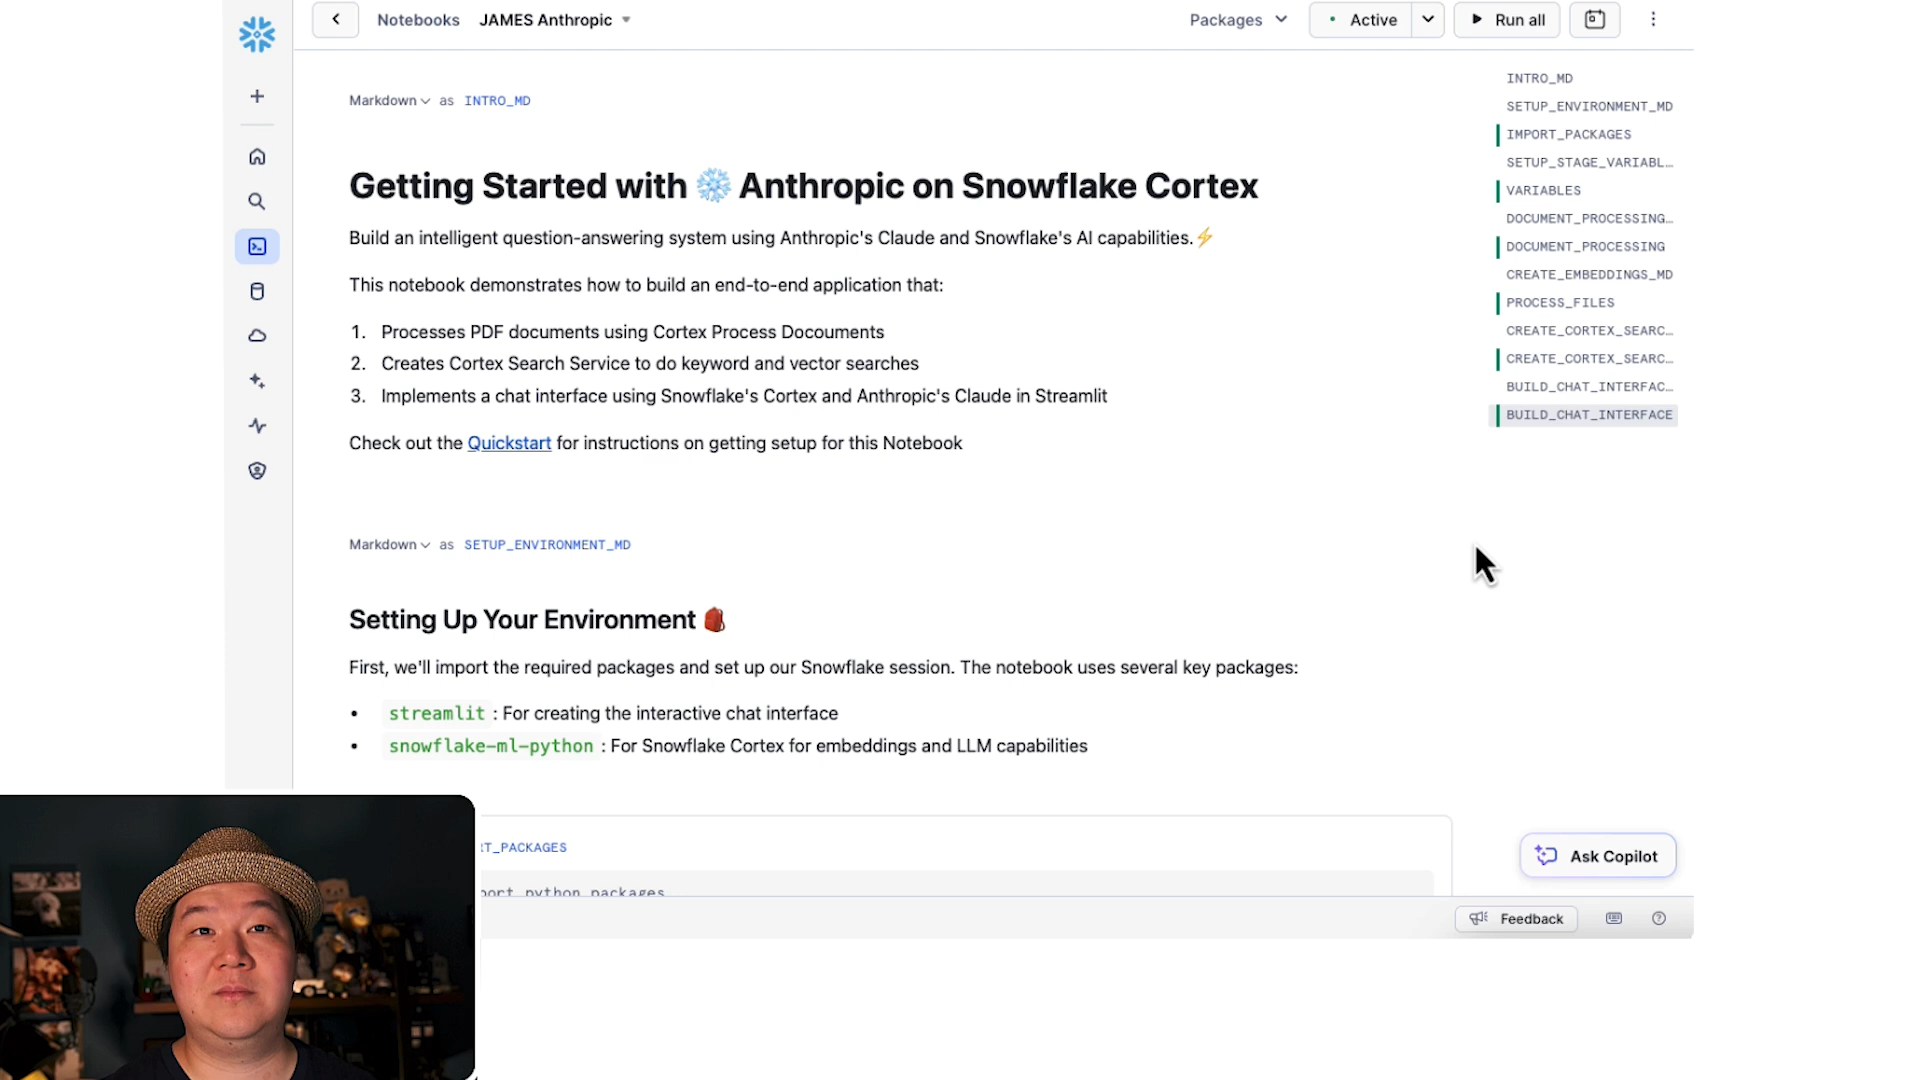 Notebooks JAMES Anthropic
Packages
Active
Run all
Markdown as INTRO_MD
Getting Started with ❄️ Anthropic on Snowflake Cortex
Build an intelligent question-answering system using Anthropic's Claude and Snowflake's AI capabilities.⚡
This notebook demonstrates how to build an end-to-end application that:
1. Processes PDF documents using Cortex Process Docouments
2. Creates Cortex Search Service to do keyword and vector searches
3. Implements a chat interface using Snowflake's Cortex and Anthropic's Claude in Streamlit
Check out the Quickstart for instructions on getting setup for this Notebook
Markdown as SETUP_ENVIRONMENT_MD
Setting Up Your Environment 🎒
First, we'll import the required packages and set up our Snowflake session. The notebook uses several key packages:
• streamlit : For creating the interactive chat interface
• snowflake-ml-python : For Snowflake Cortex for embeddings and LLM capabilities
RT_PACKAGES
port python packages
INTRO_MD
SETUP_ENVIRONMENT_MD
IMPORT_PACKAGES
SETUP_STAGE_VARIABL…
VARIABLES
DOCUMENT_PROCESSING…
DOCUMENT_PROCESSING
CREATE_EMBEDDINGS_MD
PROCESS_FILES
CREATE_CORTEX_SEARC…
CREATE_CORTEX_SEARC…
BUILD_CHAT_INTERFAC…
BUILD_CHAT_INTERFACE
Ask Copilot
Feedback